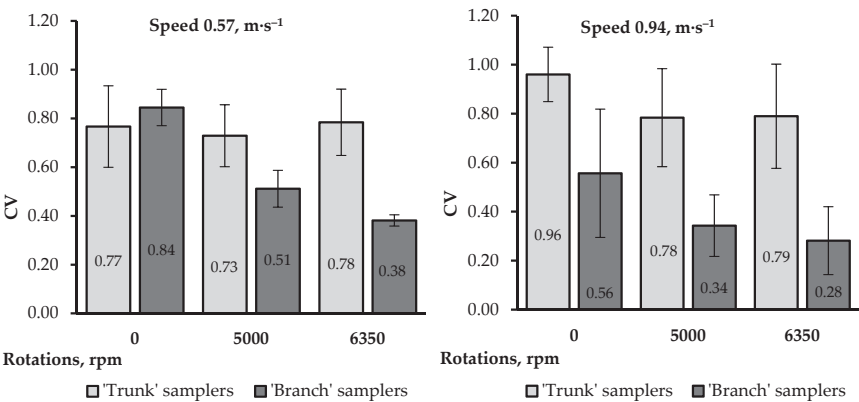 Speed 0.57, m·s⁻¹
CV
1.20
1.00
0.80
0.60
0.40
0.20
0.00
0.77
0.84
0.73
0.51
0.78
0.38
0 5000 6350
Rotations, rpm
'Trunk' samplers 'Branch' samplers
Speed 0.94, m·s⁻¹
CV
1.20
1.00
0.80
0.60
0.40
0.20
0.00
0.96
0.56
0.78
0.34
0.79
0.28
0 5000 6350
Rotations, rpm
'Trunk' samplers 'Branch' samplers